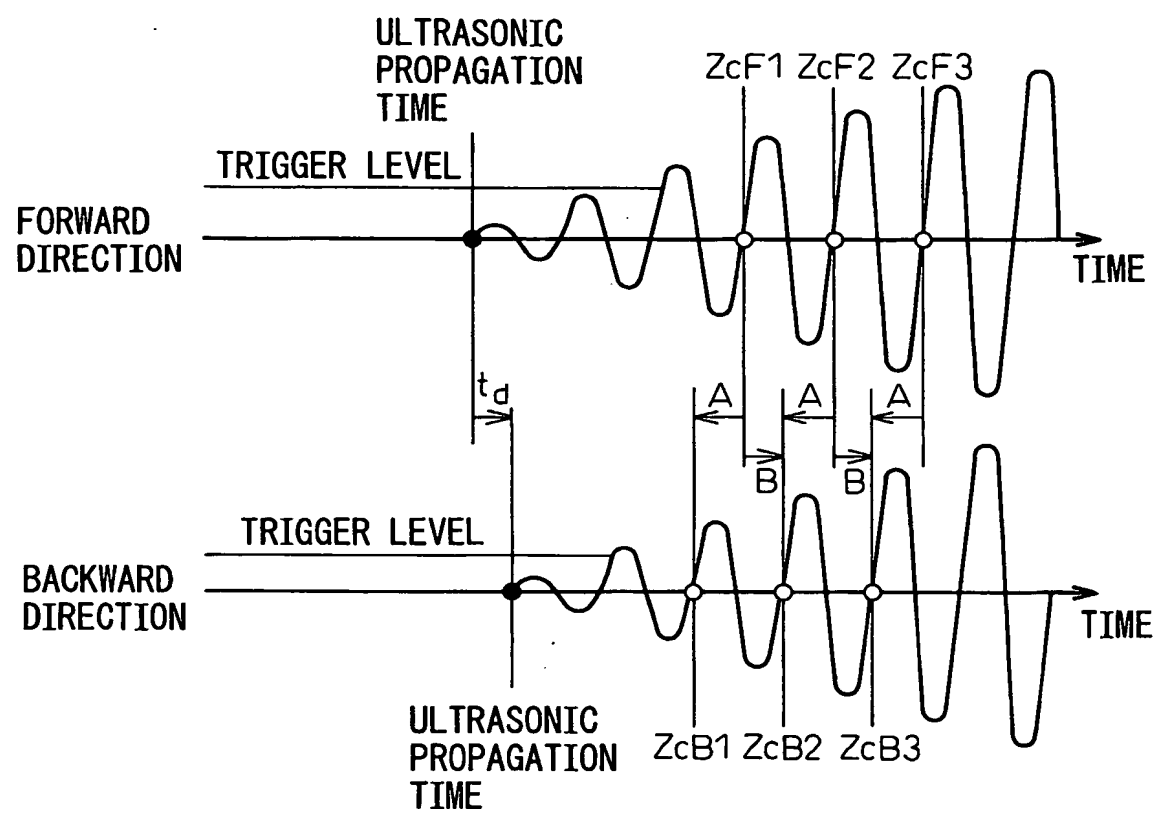 ULTRASONIC
PROPAGATION
TIME
ZcF1 ZcF2 ZcF3
TRIGGER LEVEL
FORWARD
DIRECTION
TIME
td
A A A
B B
TRIGGER LEVEL
BACKWARD
DIRECTION
TIME
ULTRASONIC
PROPAGATION
TIME
ZcB1 ZcB2 ZcB3